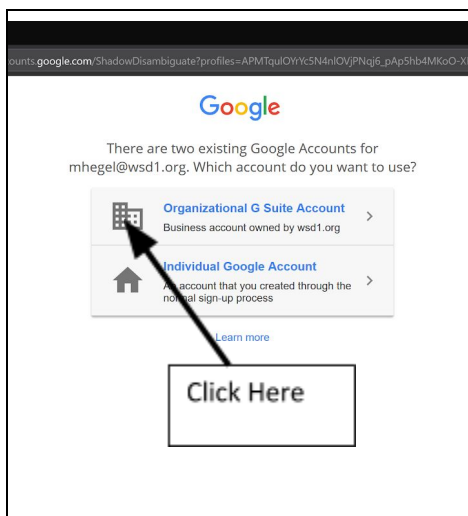 ounts.google.com/ShadowDisambiguate?profiles=APMTqulOYrYc5N4nIOVjPNqj6_pAp5hb4MKoO-X
Google
There are two existing Google Accounts for
mhegel@wsd1.org. Which account do you want to use?
Organizational G Suite Account
Business account owned by wsd1.org
Individual Google Account
An account that you created through the
normal sign-up process
Learn more
Click Here